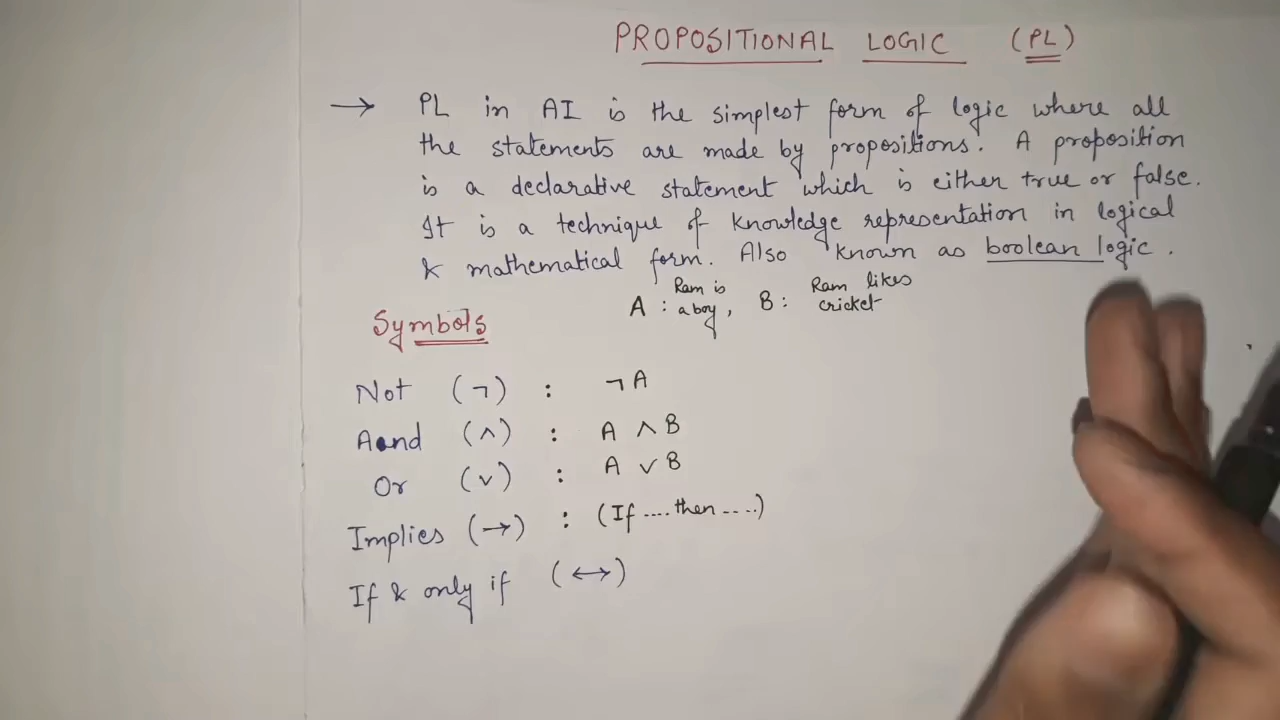 PROPOSITIONAL LOGIC (PL)
→ PL in AI is the simplest form of logic where all
the statements are made by propositions. A proposition
is a declarative statement which is either true or false.
It is a technique of knowledge representation in logical
& mathematical form. Also known as boolean logic.
A : Ram is a boy, B : Ram likes cricket
Symbols
Not (¬) : ¬A
And (∧) : A ∧ B
Or (∨) : A ∨ B
Implies (→) : (If .... then ....)
If & only if (↔)